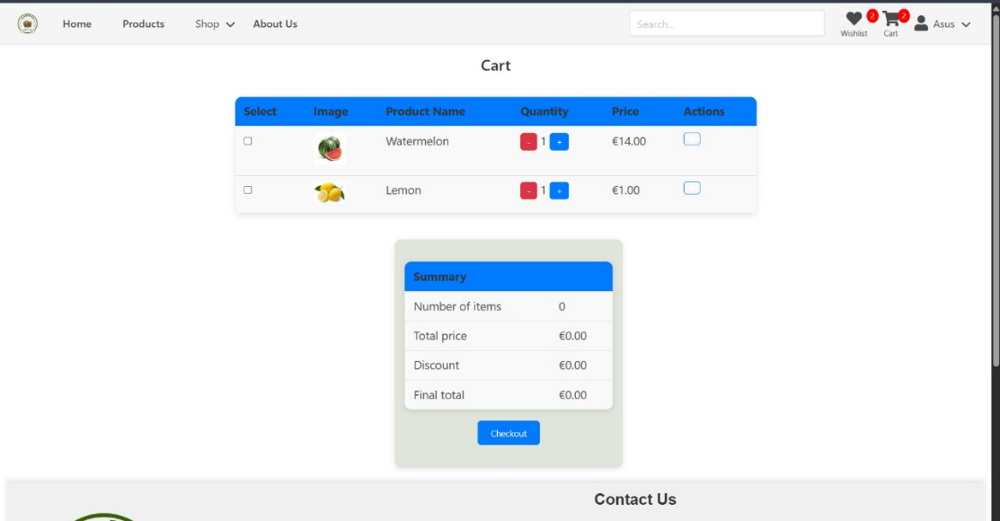 Home Products Shop About Us Search... 2 2 Asus
Wishlist Cart
Cart
Select Image Product Name Quantity Price Actions
Watermelon - 1 + €14.00
Lemon - 1 + €1.00
Summary
Number of items 0
Total price €0.00
Discount €0.00
Final total €0.00
Checkout
Contact Us